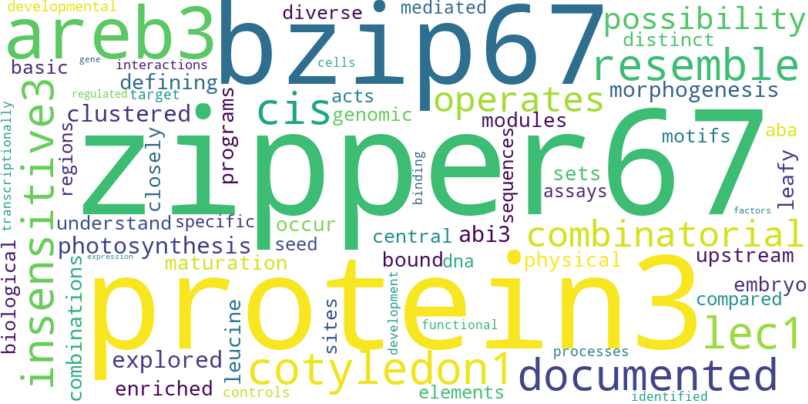 developmental
diverse
mediated
areb3
bzip67
possibility
distinct
basic
gene
interactions
cells
resemble
defining
regulated
target
acts
operates
morphogenesis
clustered
cis
genomic
modules
motifs
aba
insensitive3
transcriptionally
regions
closely
programs
zipper67
binding
sequences
sets
assays
leafy
factors
understand
specific
occur
combinatorial
photosynthesis
seed
central
abi3
expression
maturation
bound
dna
physical
upstream
biological
combinations
protein3
embryo
compared
leucine
sites
development
functional
lec1
explored
cotyledon1
processes
documented
enriched
controls
elements
identified